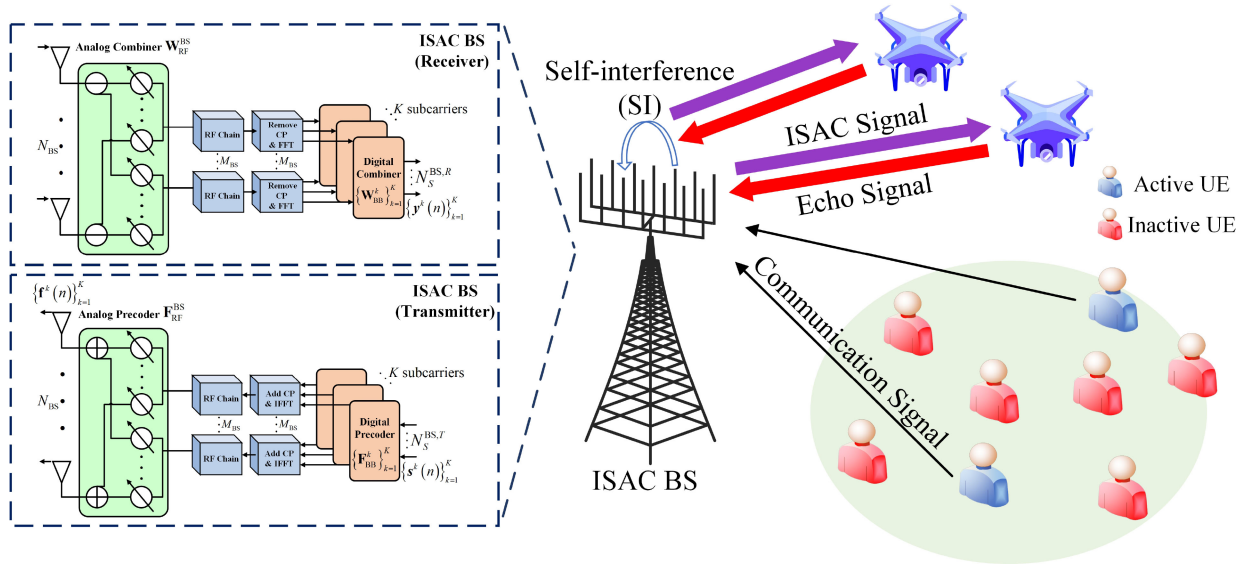 Analog Combiner W_RF^BS
ISAC BS
(Receiver)
N_BS
RF Chain
Remove
CP
& FFT
K subcarriers
M_BS
M_BS
RF Chain
Remove
CP
& FFT
Digital
Combiner
{W_BB^k}_{k=1}^K
N_S^{BS,R}
{y^k(n)}_{k=1}^K
{f^k(n)}_{k=1}^K
Analog Precoder F_RF^BS
ISAC BS
(Transmitter)
N_BS
RF Chain
Add CP
& IFFT
K subcarriers
M_BS
M_BS
RF Chain
Add CP
& IFFT
Digital
Precoder
{F_BB^k}_{k=1}^K
N_S^{BS,T}
{s^k(n)}_{k=1}^K
Self-interference
(SI)
ISAC Signal
Echo Signal
Active UE
Inactive UE
Communication Signal
ISAC BS